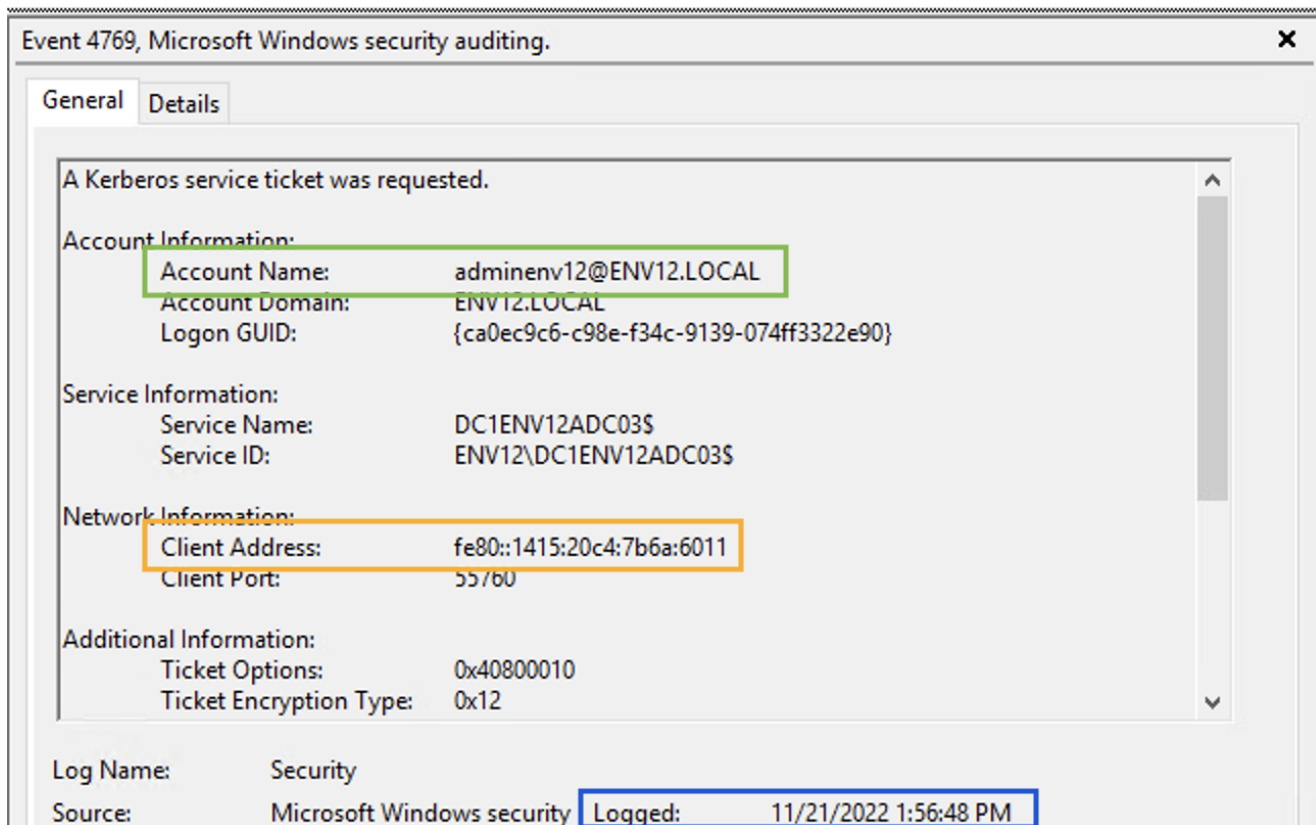 Event 4769, Microsoft Windows security auditing.
General Details
A Kerberos service ticket was requested.
Account Information:
Account Name: adminenv12@ENV12.LOCAL
Account Domain: ENV12.LOCAL
Logon GUID: {ca0ec9c6-c98e-f34c-9139-074ff3322e90}
Service Information:
Service Name: DC1ENV12ADC03$
Service ID: ENV12\DC1ENV12ADC03$
Network Information:
Client Address: fe80::1415:20c4:7b6a:6011
Client Port: 55760
Additional Information:
Ticket Options: 0x40800010
Ticket Encryption Type: 0x12
Log Name: Security
Source: Microsoft Windows security Logged: 11/21/2022 1:56:48 PM